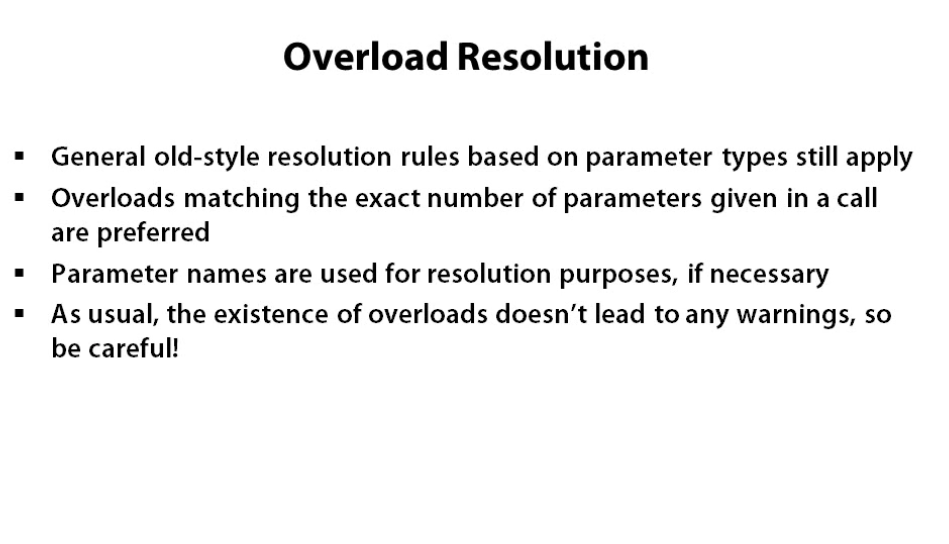 Overload Resolution
▪ General old-style resolution rules based on parameter types still apply
▪ Overloads matching the exact number of parameters given in a call
are preferred
▪ Parameter names are used for resolution purposes, if necessary
▪ As usual, the existence of overloads doesn’t lead to any warnings, so
be careful!